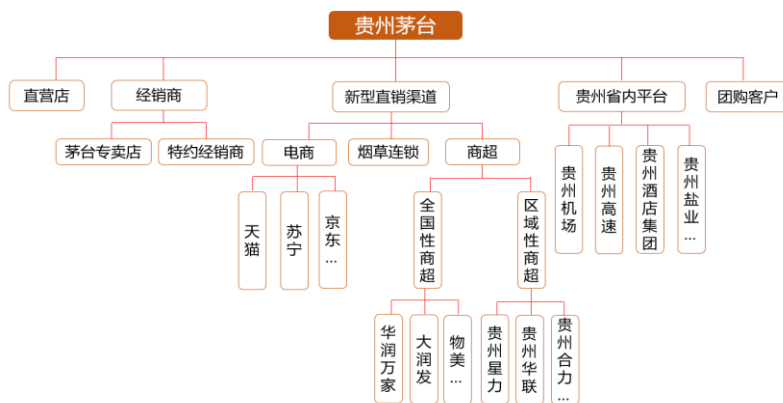 贵州茅台
直营店
经销商
新型直销渠道
贵州省内平台
团购客户
茅台专卖店
特约经销商
电商
烟草连锁
商超
贵州机场
贵州高速
贵州酒店集团
贵州盐业...
天猫
苏宁
京东...
全国性商超
区域性商超
华润万家
大润发
物美...
贵州星力
贵州华联
贵州合力...